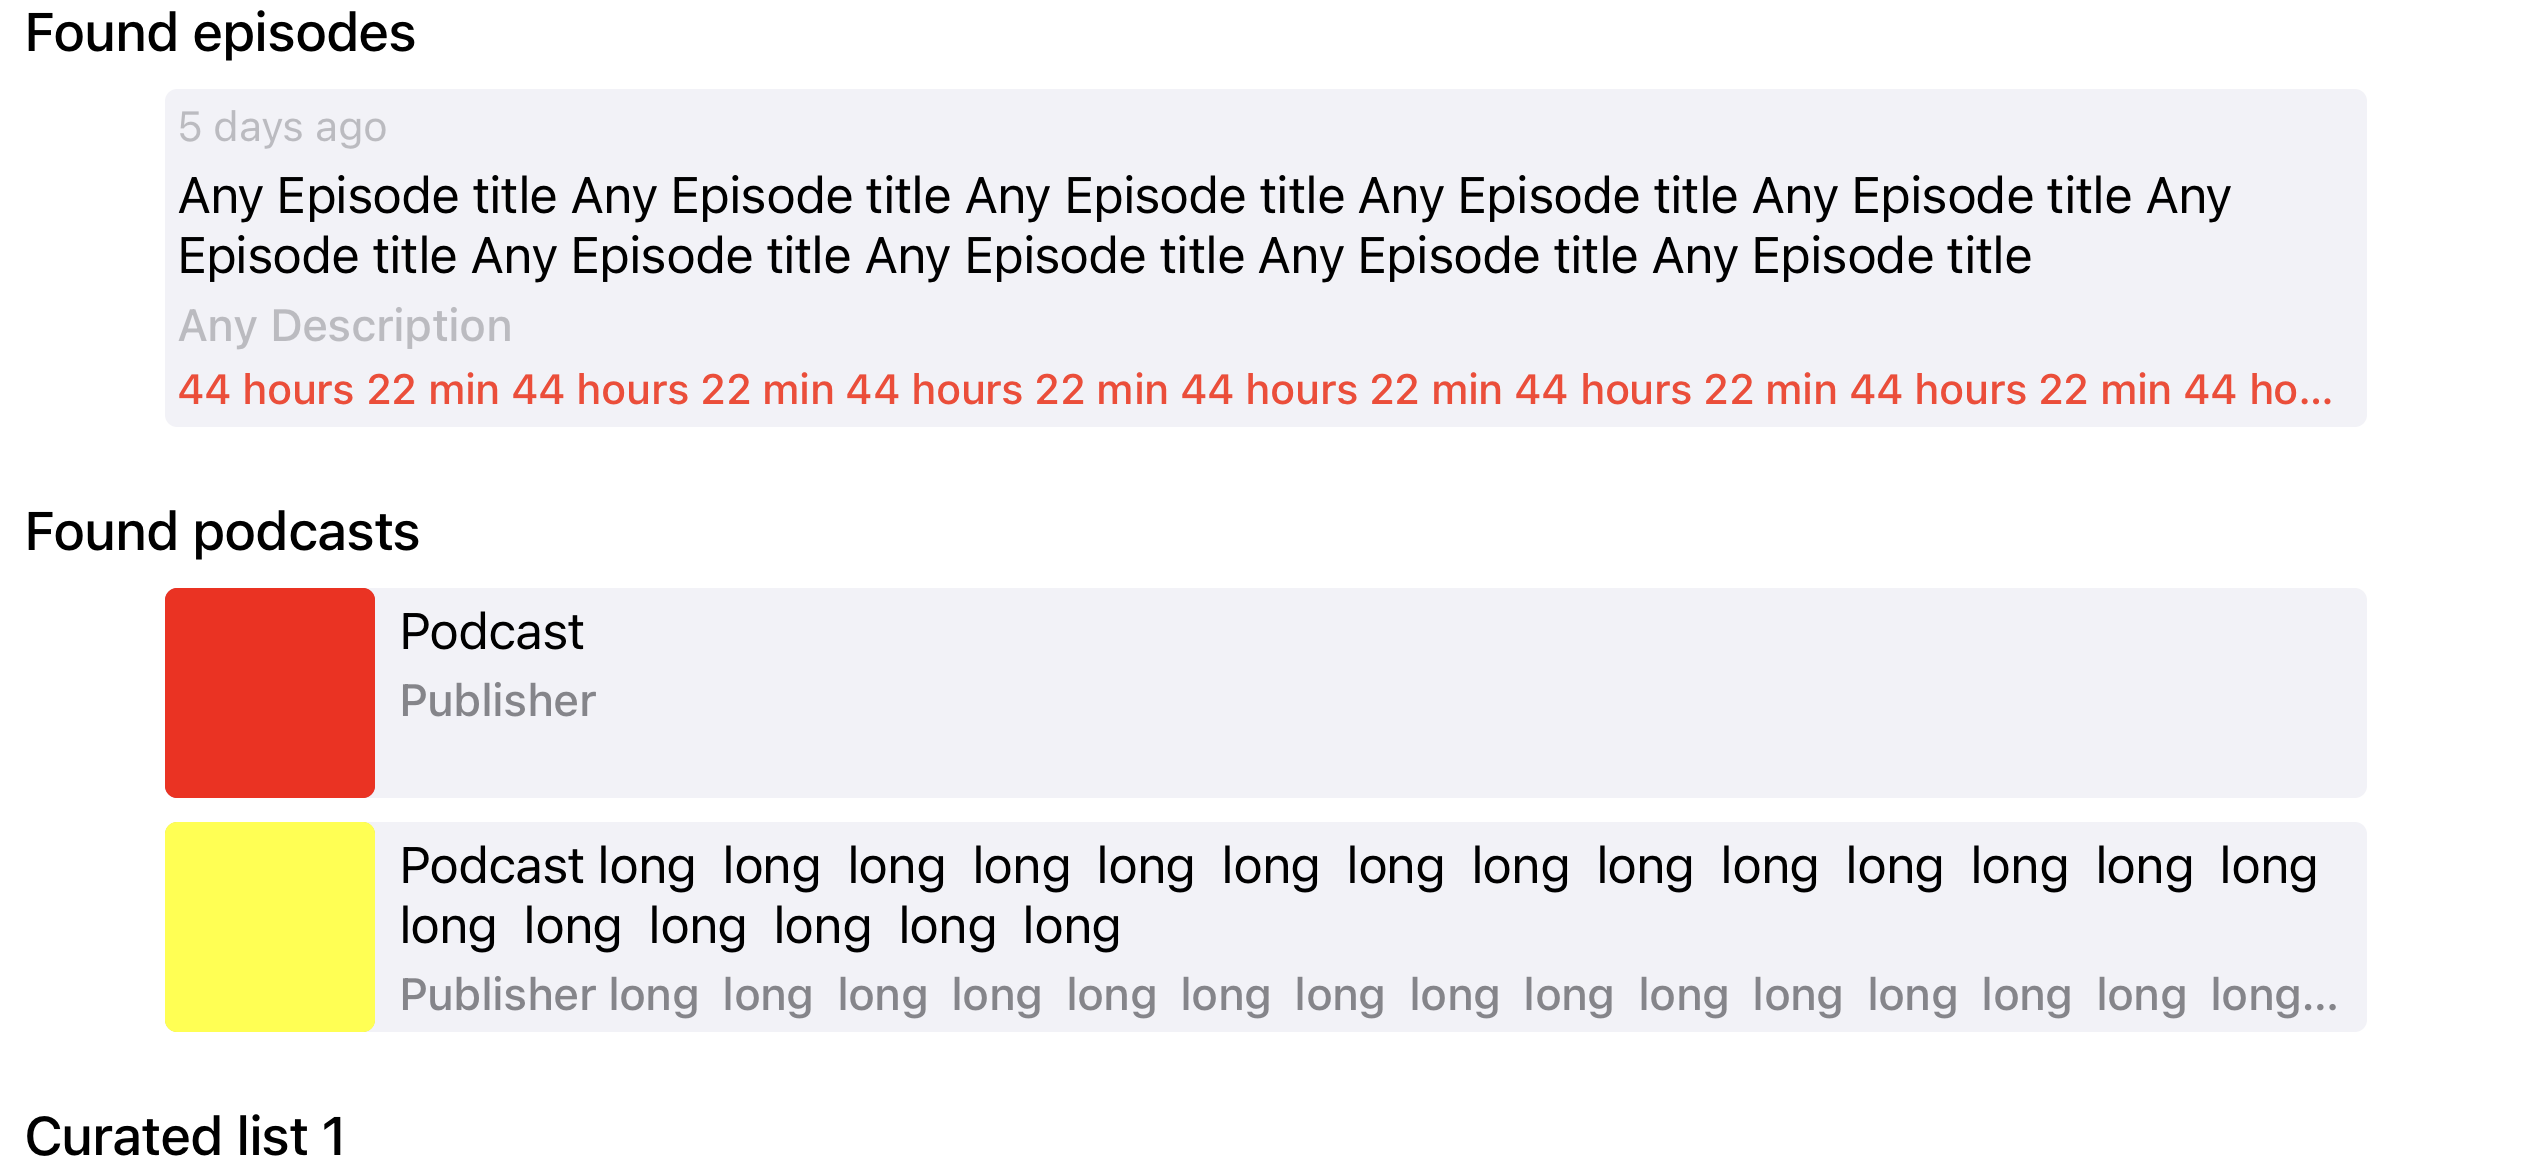 Found episodes
5 days ago
Any Episode title Any Episode title Any Episode title Any Episode title Any Episode title Any
Episode title Any Episode title Any Episode title Any Episode title Any Episode title
Any Description
44 hours 22 min 44 hours 22 min 44 hours 22 min 44 hours 22 min 44 hours 22 min 44 hours 22 min 44 ho...
Found podcasts
Podcast
Publisher
Podcast long  long  long  long  long  long  long  long  long  long  long  long  long  long
long  long  long  long  long  long
Publisher long  long  long  long  long  long  long  long  long  long  long  long  long  long  long...
Curated list 1